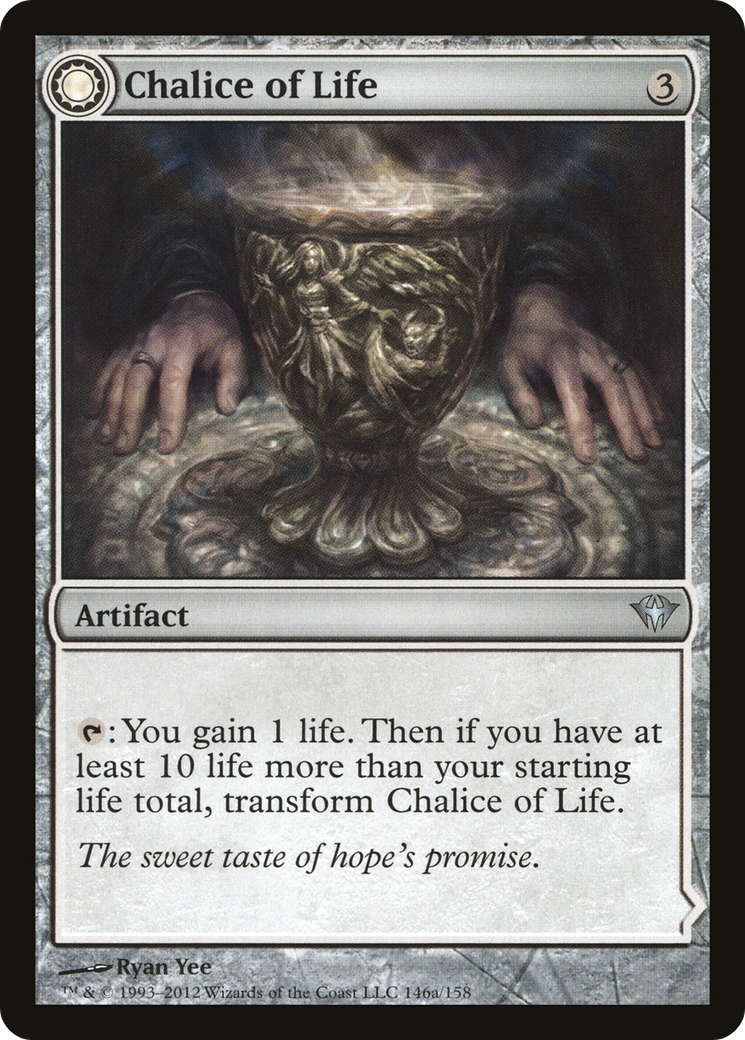 Chalice of Life
3
Artifact
: You gain 1 life. Then if you have at
least 10 life more than your starting
life total, transform Chalice of Life.
The sweet taste of hope's promise.
Ryan Yee
™ & © 1993–2012 Wizards of the Coast LLC 146a/158